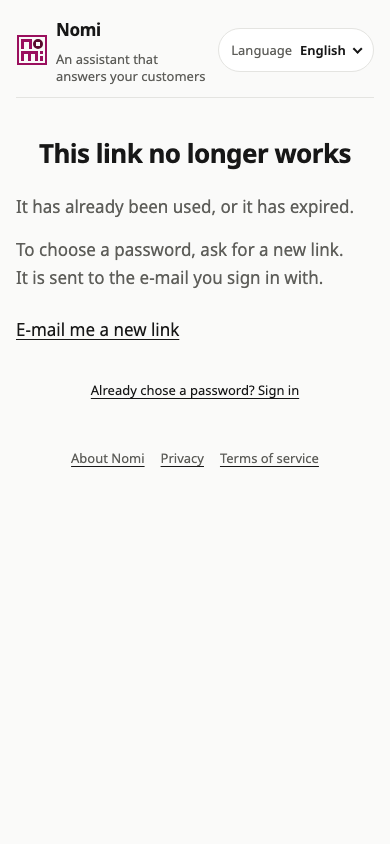 Nomi
An assistant that
answers your customers
Language English
This link no longer works
It has already been used, or it has expired.
To choose a password, ask for a new link.
It is sent to the e-mail you sign in with.
E-mail me a new link
Already chose a password? Sign in
About Nomi Privacy Terms of service